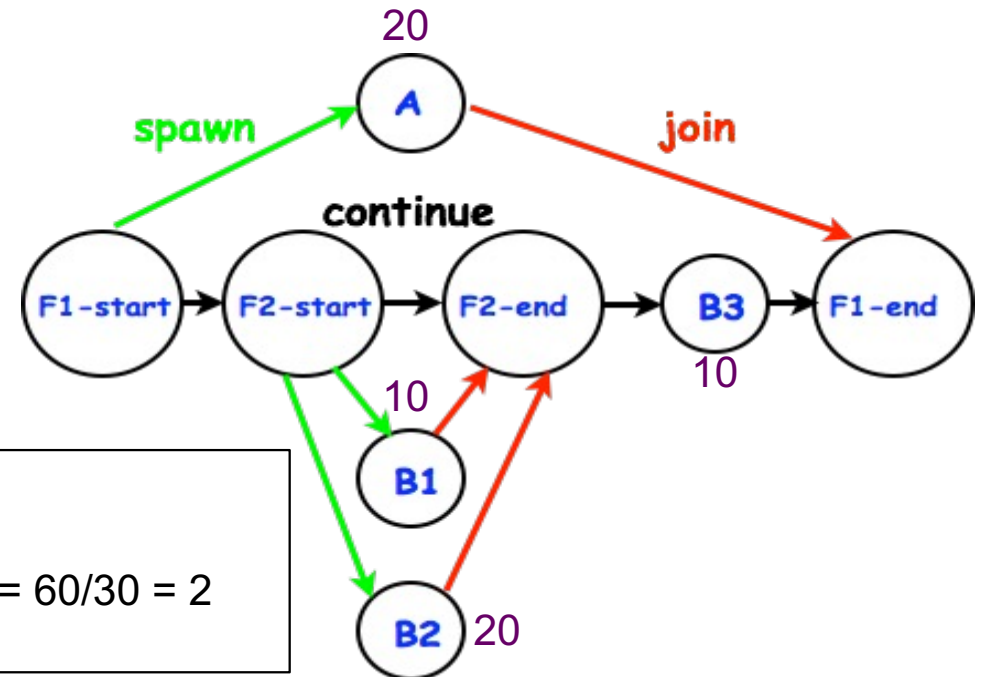 20
A
spawn
join
continue
F1-start
F2-start
F2-end
B3
F1-end
10
10
B1
= 60/30 = 2
B2
20